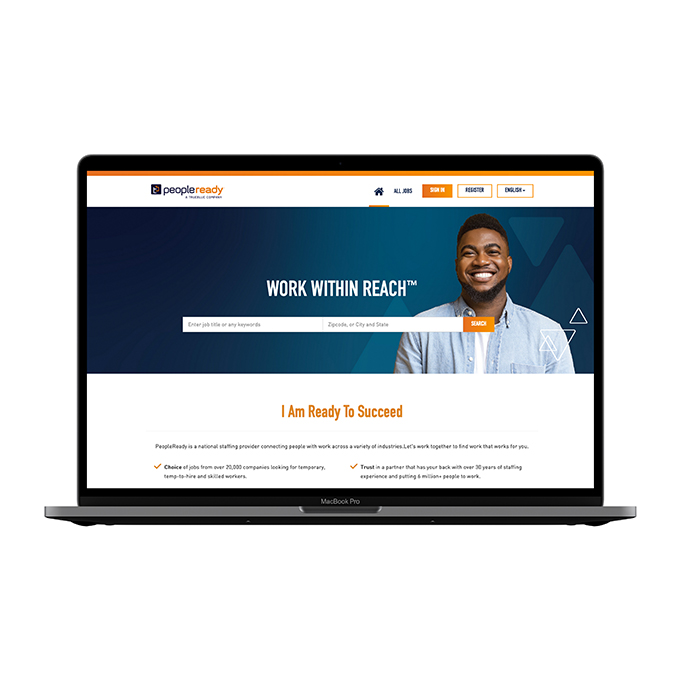 peopleready
A TRUEBLUE COMPANY
ALL JOBS
SIGN IN
REGISTER
ENGLISH
WORK WITHIN REACH™
Enter job title or any keywords
Zipcode, or City and State
SEARCH
I Am Ready To Succeed
PeopleReady is a national staffing provider connecting people with work across a variety of industries.Let's work together to find work that works for you.
Choice of jobs from over 20,000 companies looking for temporary,
temp-to-hire and skilled workers.
Trust in a partner that has your back with over 30 years of staffing
experience and putting 6 million+ people to work.
MacBook Pro